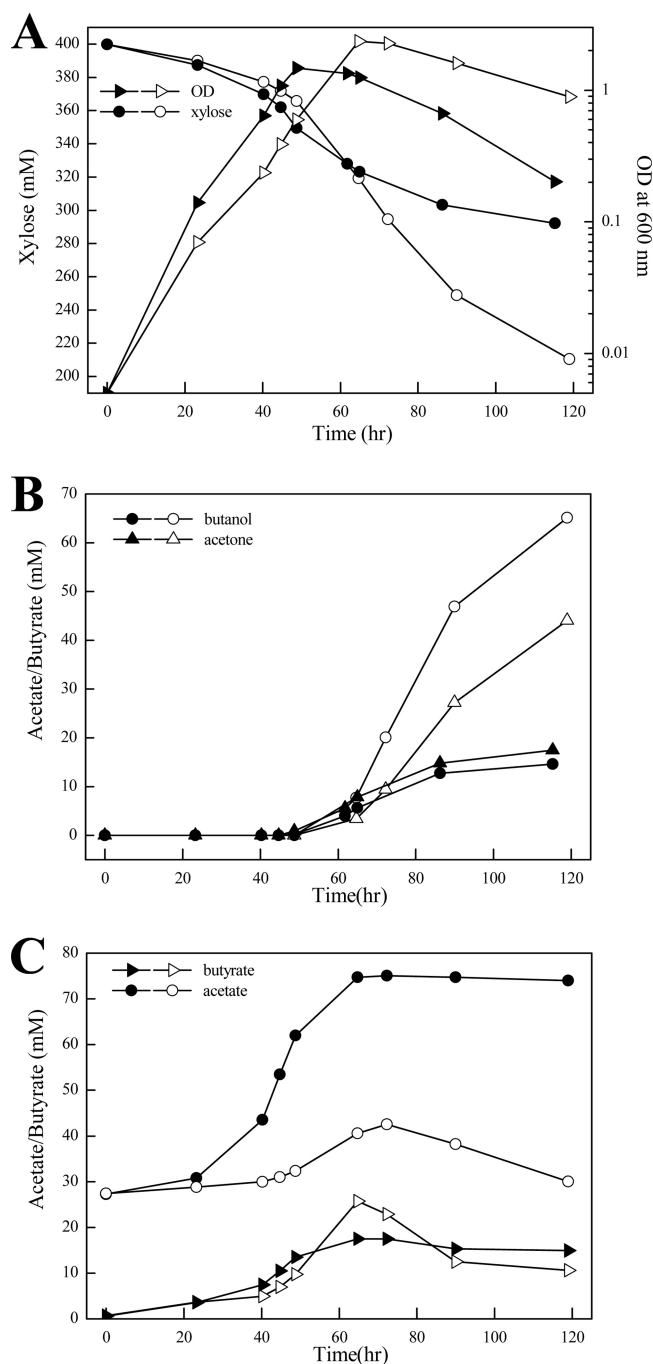 A
400
380
360
340
320
300
280
260
240
220
200
Xylose (mM)
OD
xylose
1
0.1
0.01
OD at 600 nm
0 20 40 60 80 100 120
Time (hr)
B
70
60
50
40
30
20
10
0
Acetate/Butyrate (mM)
butanol
acetone
0 20 40 60 80 100 120
Time(hr)
C
80
70
60
50
40
30
20
10
0
Acetate/Butyrate (mM)
butyrate
acetate
0 20 40 60 80 100 120
Time(hr)